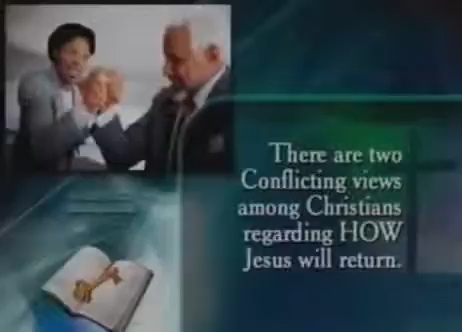 There are two
Conflicting views
among Christians
regarding HOW
Jesus will return.